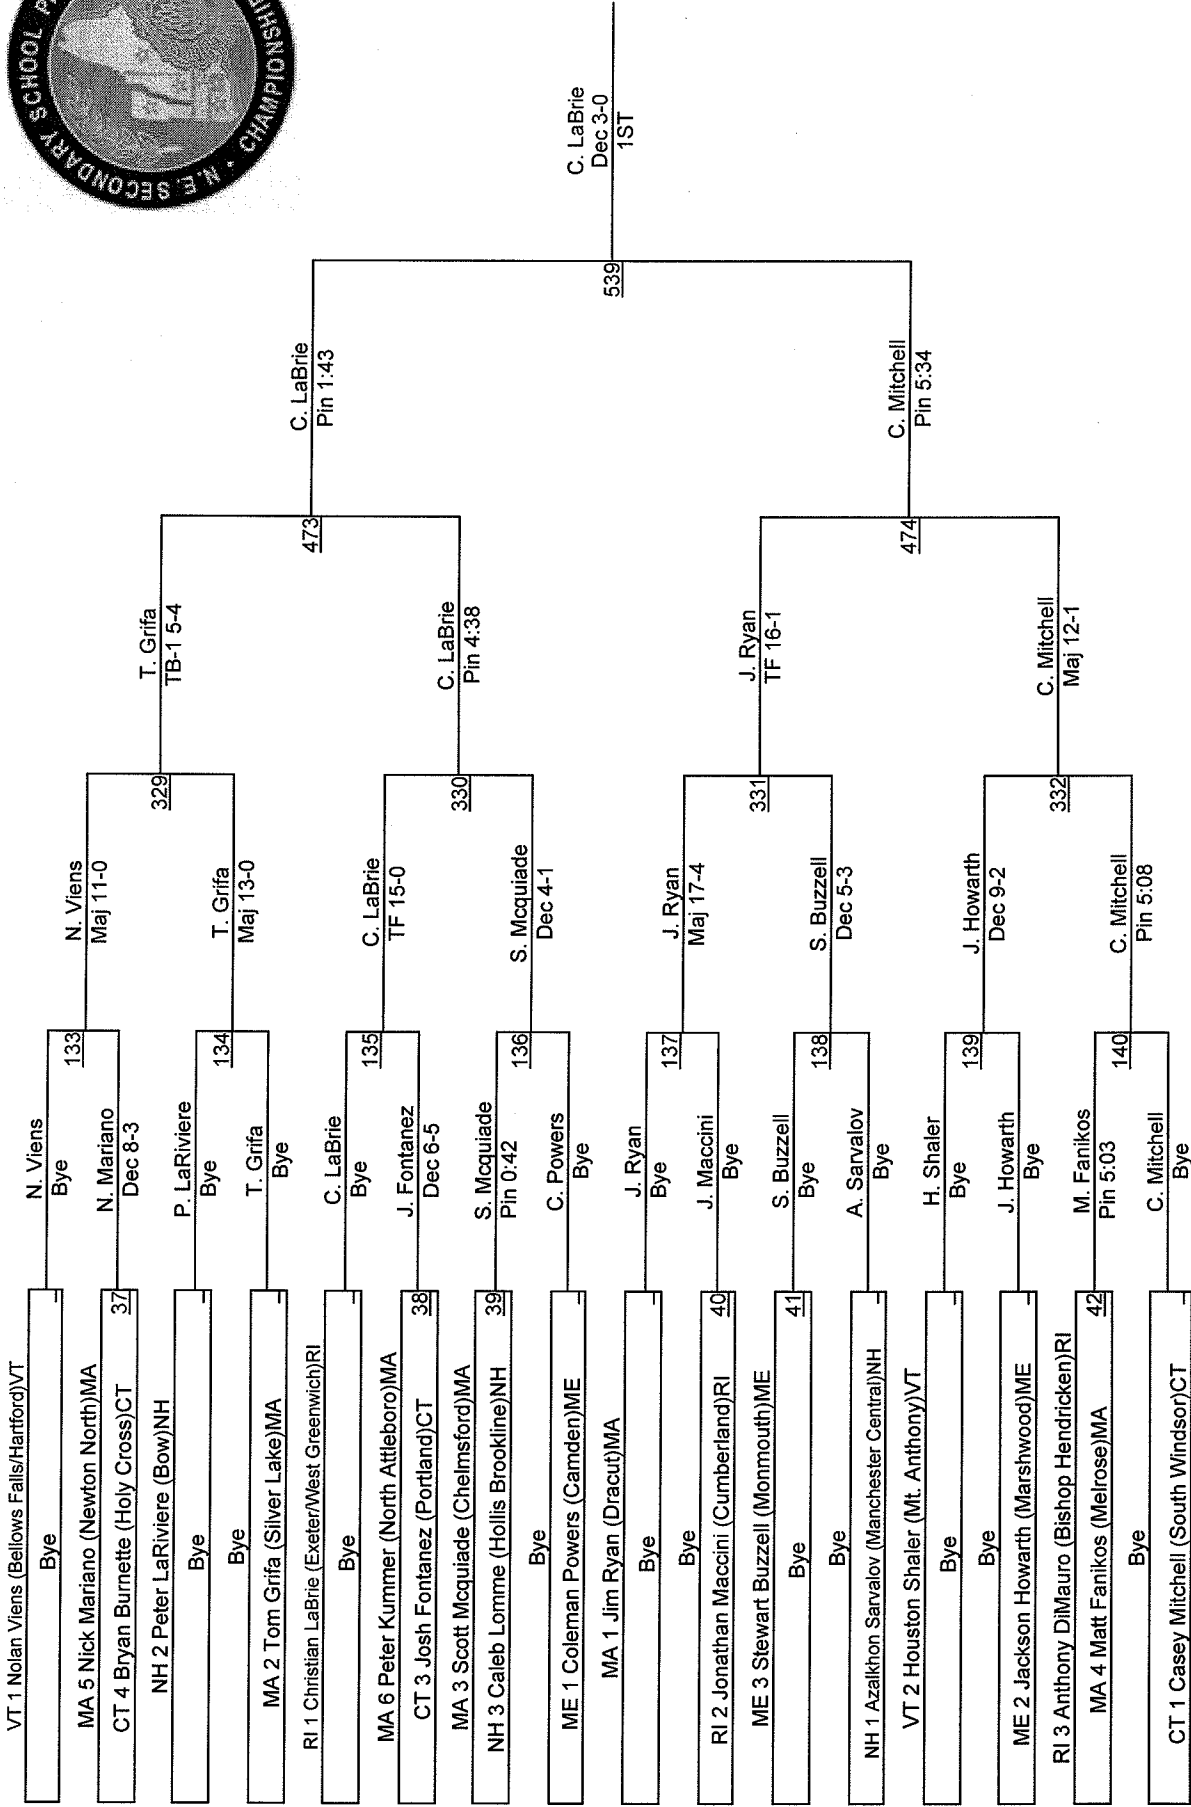 N.E. SECONDARY SCHOOL
CHAMPIONSHIP
VT 1 Nolan Viens (Bellows Falls/Hartford)VT
Bye
MA 5 Nick Mariano (Newton North)MA
CT 4 Bryan Burnette (Holy Cross)CT
37
NH 2 Peter LaRiviere (Bow)NH
Bye
Bye
MA 2 Tom Grifa (Silver Lake)MA
RI 1 Christian LaBrie (Exeter/West Greenwich)RI
Bye
MA 6 Peter Kummer (North Attleboro)MA
CT 3 Josh Fontanez (Portland)CT
38
MA 3 Scott Mcquiade (Chelmsford)MA
NH 3 Caleb Lomme (Hollis Brookline)NH
39
Bye
ME 1 Coleman Powers (Camden)ME
MA 1 Jim Ryan (Dracut)MA
Bye
Bye
RI 2 Jonathan Maccini (Cumberland)RI
40
ME 3 Stewart Buzzell (Monmouth)ME
Bye
41
Bye
NH 1 Azalkhon Sarvalov (Manchester Central)NH
VT 2 Houston Shaler (Mt. Anthony)VT
Bye
Bye
ME 2 Jackson Howarth (Marshwood)ME
RI 3 Anthony DiMauro (Bishop Hendricken)RI
MA 4 Matt Fanikos (Melrose)MA
42
Bye
CT 1 Casey Mitchell (South Windsor)CT
N. Viens
Bye
133
N. Mariano
Dec 8-3
P. LaRiviere
Bye
134
T. Grifa
Bye
C. LaBrie
Bye
135
J. Fontanez
Dec 6-5
S. Mcquiade
Pin 0:42
136
C. Powers
Bye
J. Ryan
Bye
137
J. Maccini
Bye
S. Buzzell
Bye
138
A. Sarvalov
Bye
H. Shaler
Bye
139
J. Howarth
Bye
M. Fanikos
Pin 5:03
140
C. Mitchell
Bye
N. Viens
Maj 11-0
329
T. Grifa
Maj 13-0
C. LaBrie
TF 15-0
330
S. Mcquiade
Dec 4-1
J. Ryan
Maj 17-4
331
S. Buzzell
Dec 5-3
J. Howarth
Dec 9-2
332
C. Mitchell
Pin 5:08
T. Grifa
TB-1 5-4
473
C. LaBrie
Pin 4:38
J. Ryan
TF 16-1
474
C. Mitchell
Maj 12-1
C. LaBrie
Pin 1:43
539
C. Mitchell
Pin 5:34
C. LaBrie
Dec 3-0
1ST